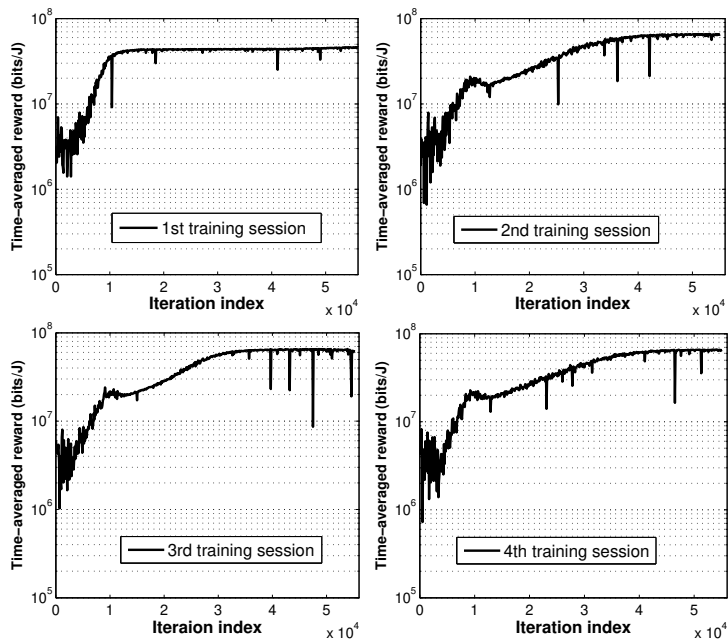 Time-averaged reward (bits/J)
10^8
10^7
10^6
10^5
1st training session
0 1 2 3 4 5
x 10^4
Iteration index
Time-averaged reward (bits/J)
10^8
10^7
10^6
10^5
2nd training session
0 1 2 3 4 5
x 10^4
Iteration index
Time-averaged reward (bits/J)
10^8
10^7
10^6
10^5
3rd training session
0 1 2 3 4 5
x 10^4
Iteraion index
Time-averaged reward (bits/J)
10^8
10^7
10^6
10^5
4th training session
0 1 2 3 4 5
x 10^4
Iteration index